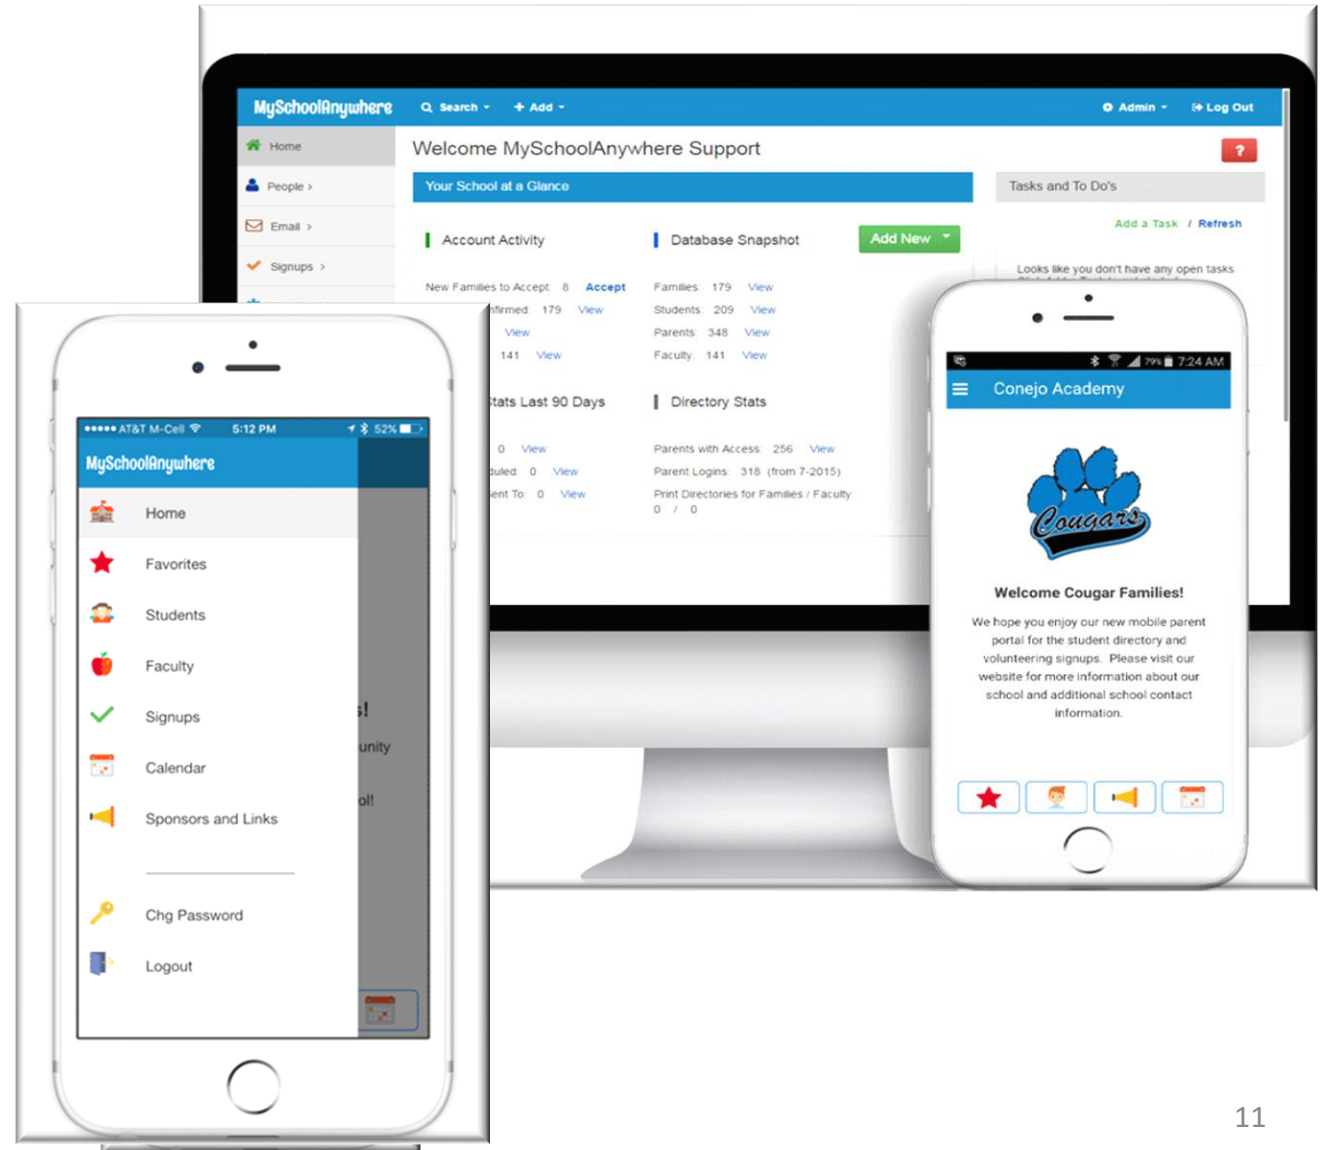 MySchoolAnywhere Search + Add Admin Log Out
Home
People >
Email >
Signups >
Welcome MySchoolAnywhere Support ?
Your School at a Glance
Account Activity
New Families to Accept: 8 Accept
179 View
View
141 View
Last 90 Days
0 View
0 View
To: 0 View
Database Snapshot
Add New
Families: 179 View
Students: 209 View
Parents: 348 View
Faculty: 141 View
Directory Stats
Parents with Access: 256 View
Parent Logins: 318 (from 7-2015)
Print Directories for Families / Faculty:
0 / 0
Tasks and To Do's
Add a Task / Refresh
Looks like you don't have any open tasks
AT&T M-Cell 5:12 PM 52%
MySchoolAnywhere
Home
Favorites
Students
Faculty
Signups
Calendar
Sponsors and Links
Chg Password
Logout
79% 7:24 AM
Conejo Academy
Cougars
Welcome Cougar Families!
We hope you enjoy our new mobile parent
portal for the student directory and
volunteering signups. Please visit our
website for more information about our
school and additional school contact
information.
11